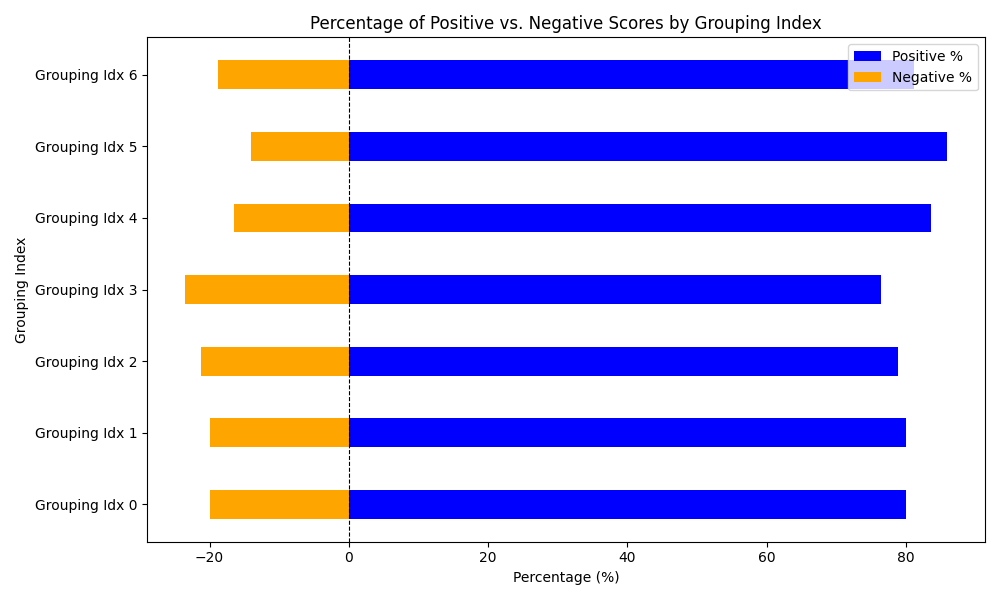 Percentage of Positive vs. Negative Scores by Grouping Index
Positive %
Negative %
Grouping Idx 6
Grouping Idx 5
Grouping Idx 4
Grouping Idx 3
Grouping Idx 2
Grouping Idx 1
Grouping Idx 0
Grouping Index
−20 0 20 40 60 80
Percentage (%)